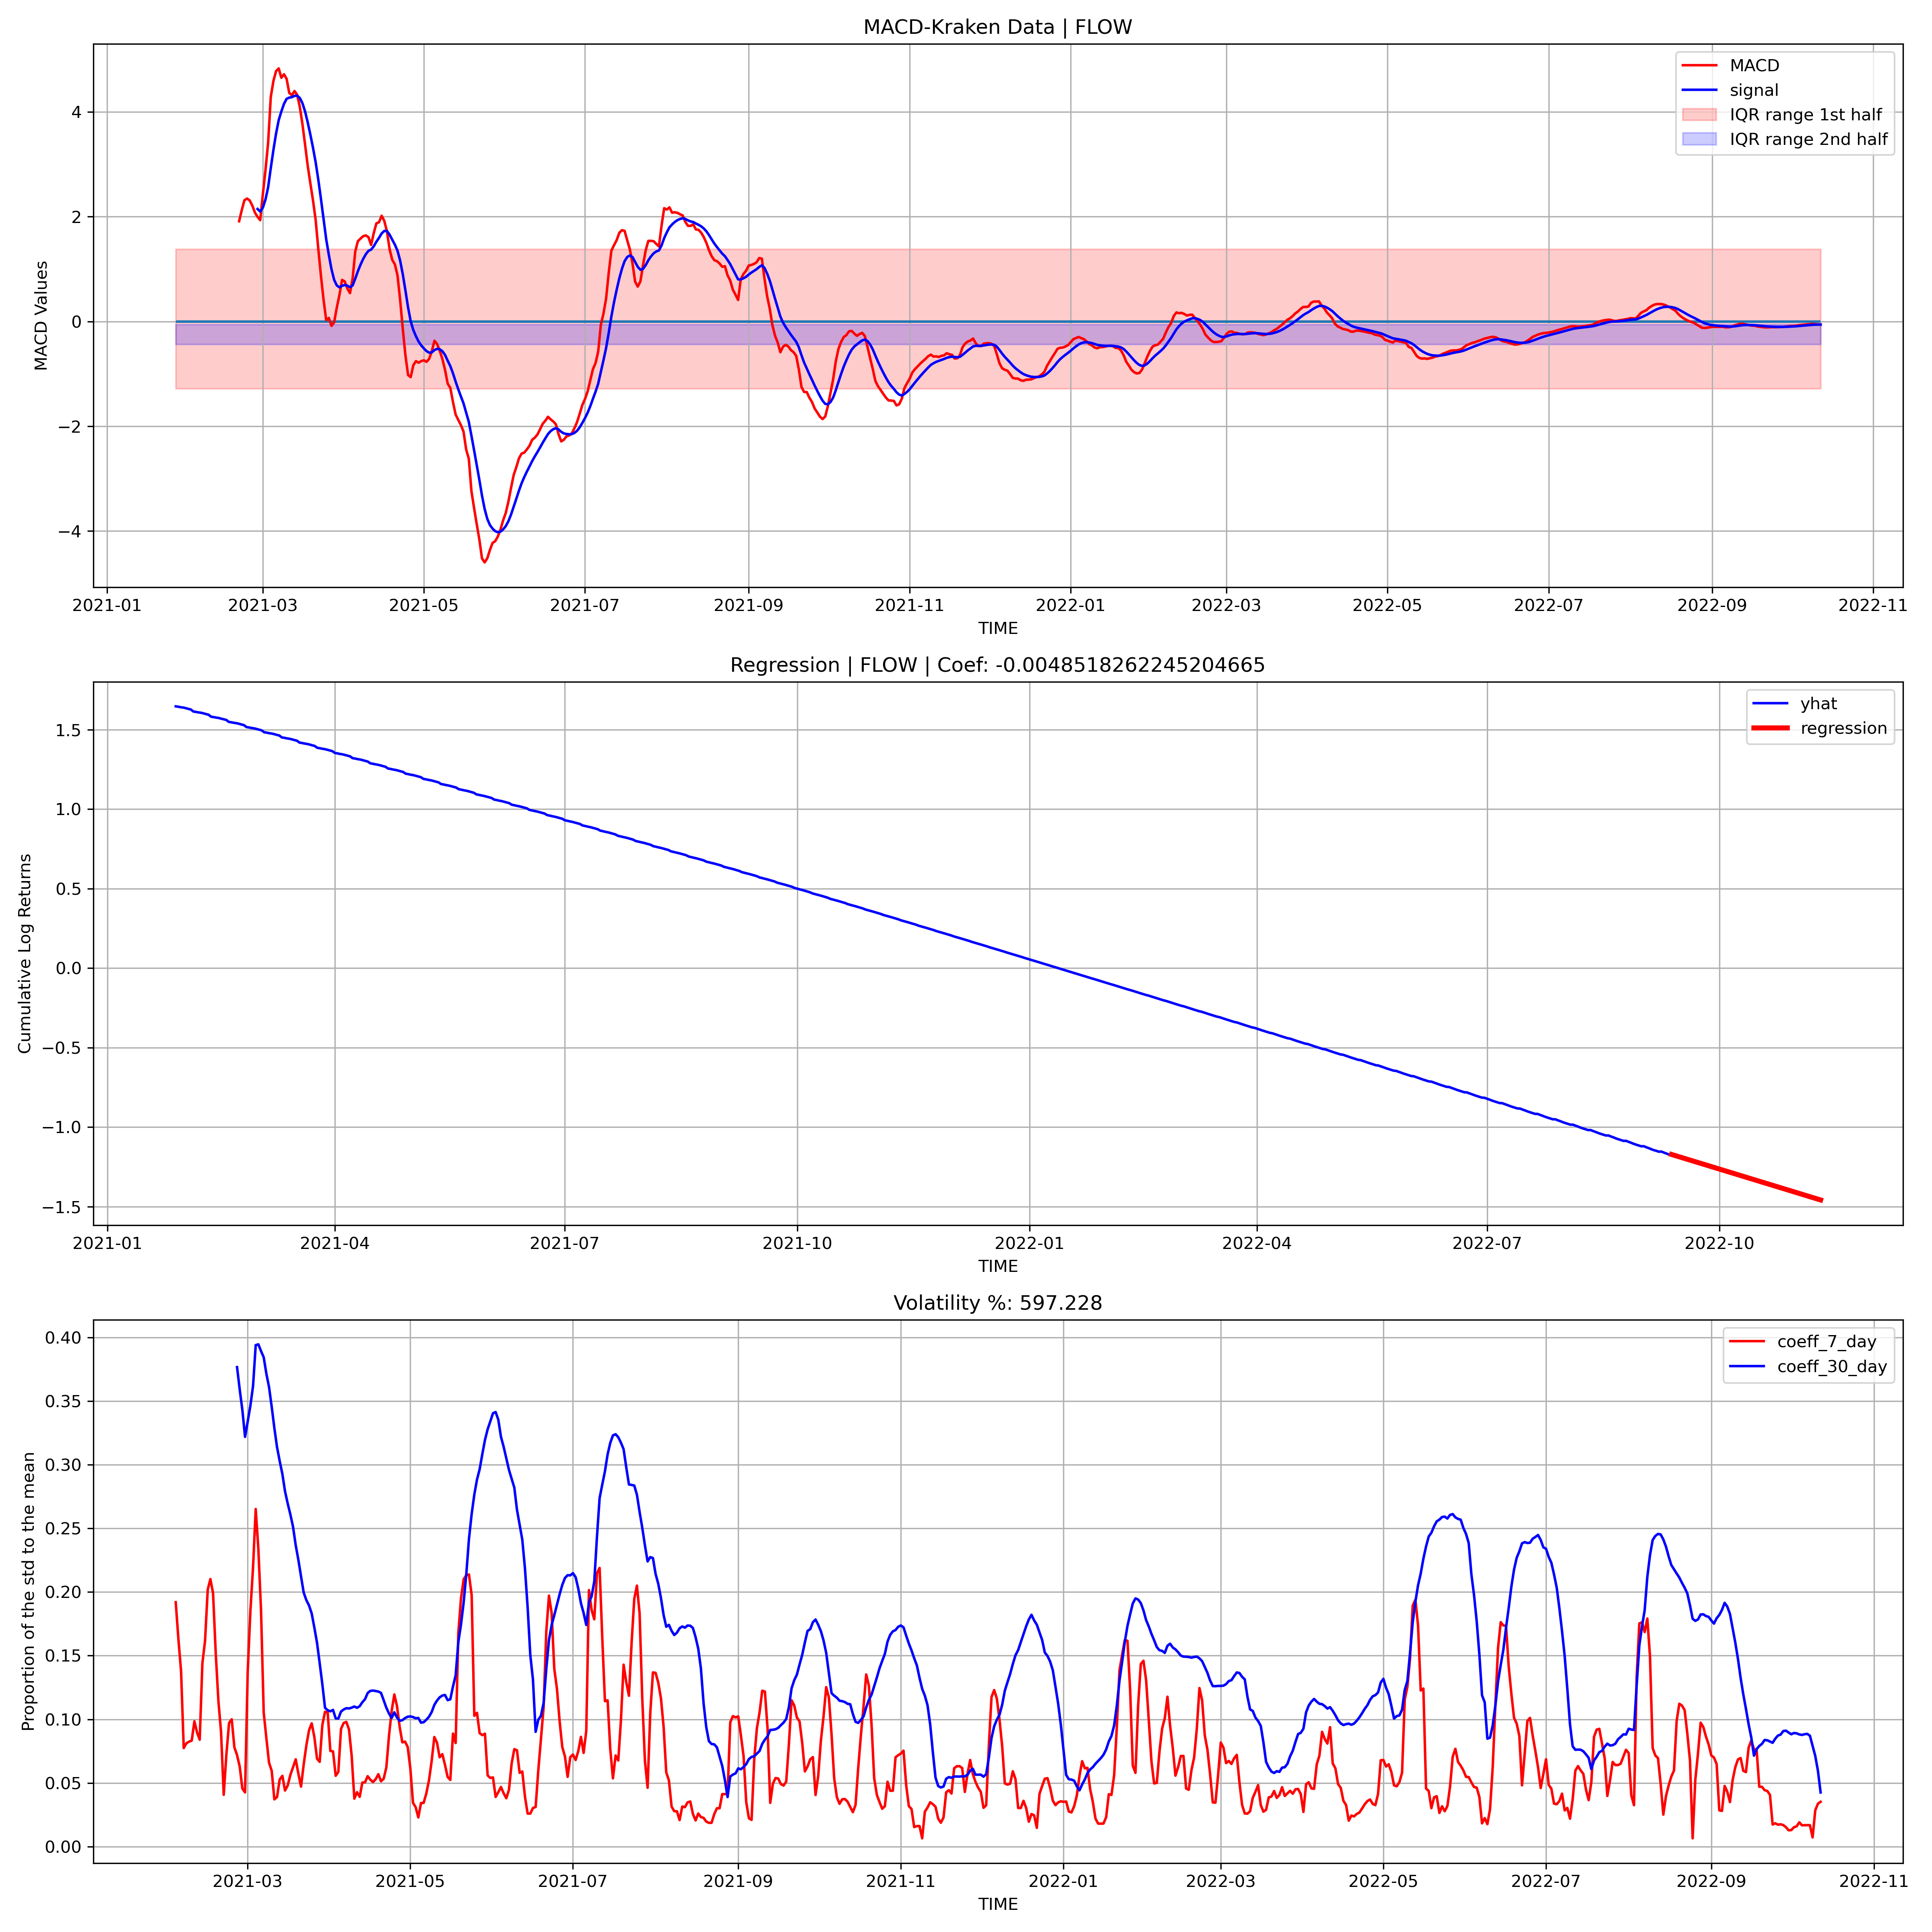 MACD-Kraken Data | FLOW
MACD
signal
IQR range 1st half
IQR range 2nd half
MACD Values
4
2
0
−2
−4
2021-01 2021-03 2021-05 2021-07 2021-09 2021-11 2022-01 2022-03 2022-05 2022-07 2022-09 2022-11
TIME
Regression | FLOW | Coef: -0.0048518262245204665
yhat
regression
Cumulative Log Returns
1.5
1.0
0.5
0.0
−0.5
−1.0
−1.5
2021-01 2021-04 2021-07 2021-10 2022-01 2022-04 2022-07 2022-10
TIME
Volatility %: 597.228
coeff_7_day
coeff_30_day
Proportion of the std to the mean
0.40
0.35
0.30
0.25
0.20
0.15
0.10
0.05
0.00
2021-03 2021-05 2021-07 2021-09 2021-11 2022-01 2022-03 2022-05 2022-07 2022-09 2022-11
TIME